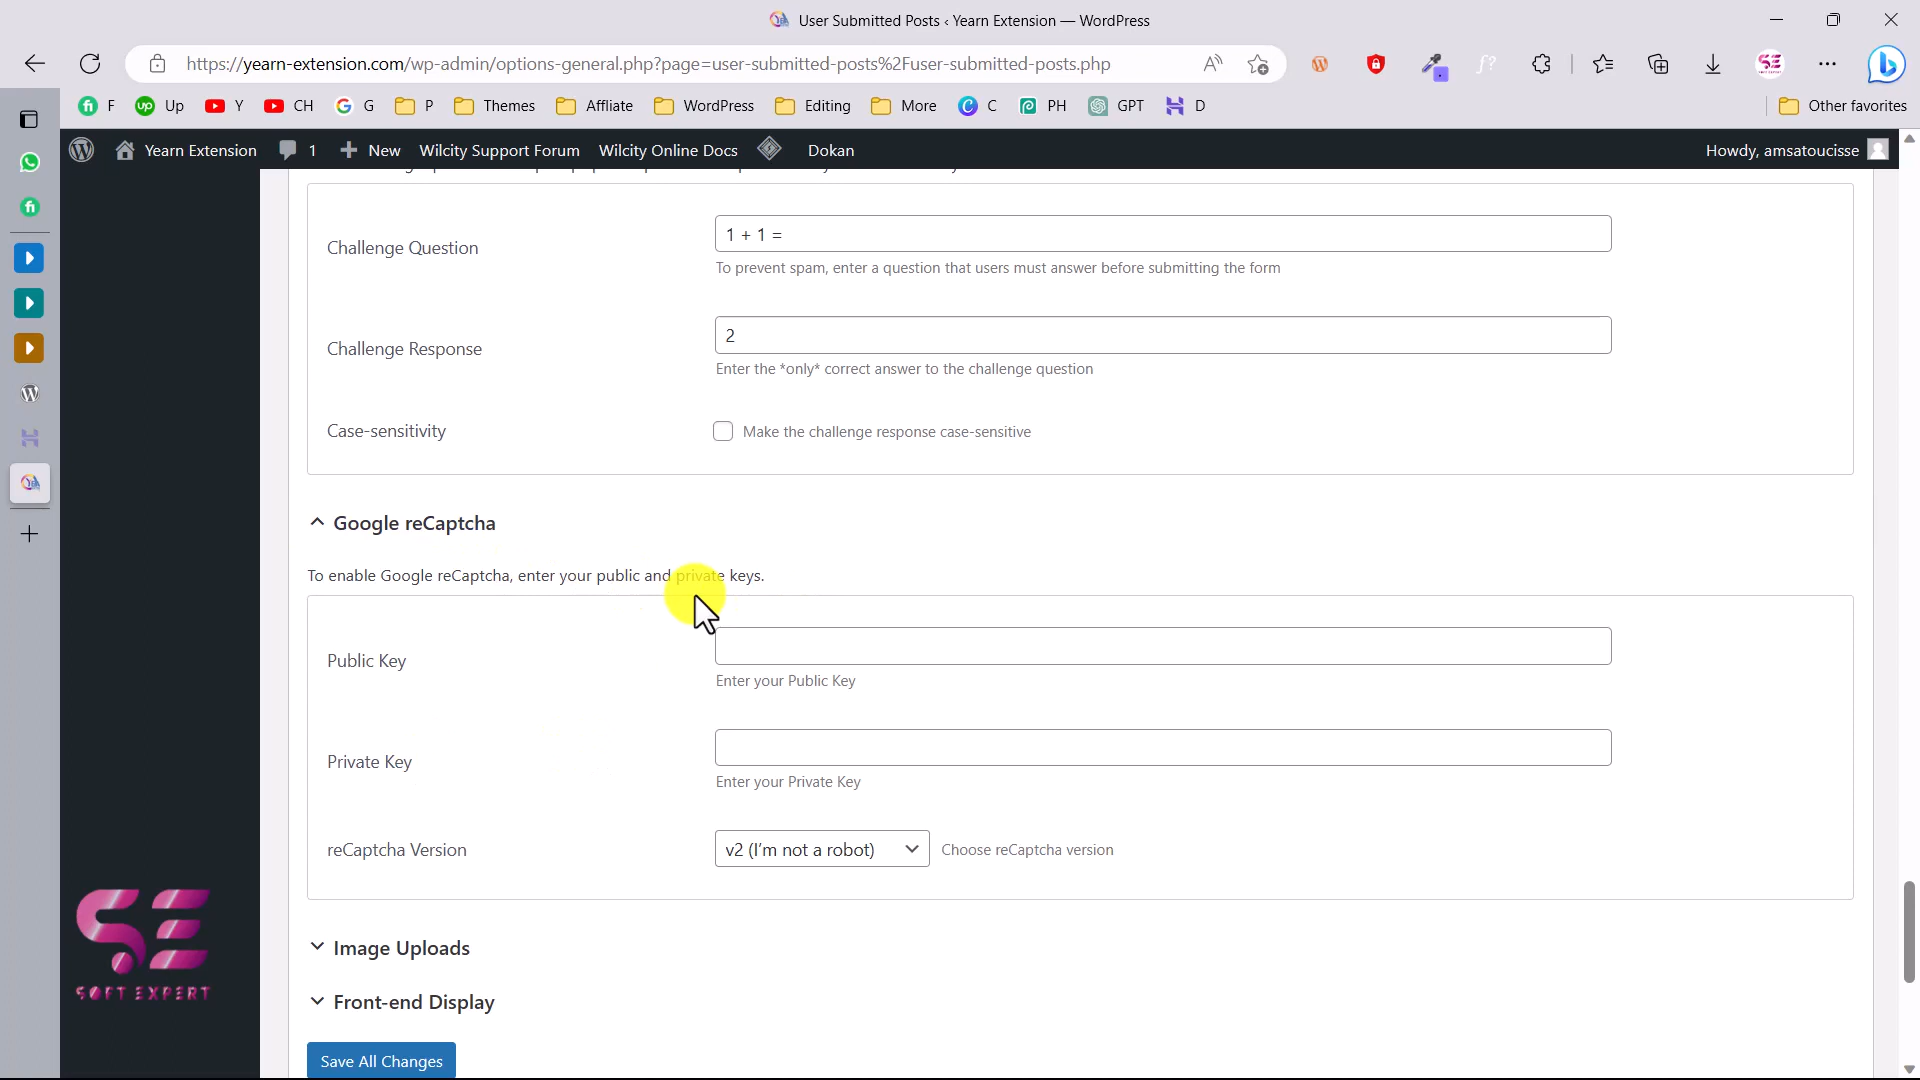 User Submitted Posts ‹ Yearn Extension — WordPress
https://yearn-extension.com/wp-admin/options-general.php?page=user-submitted-posts%2Fuser-submitted-posts.php
F Up Y CH G P Themes Affliate WordPress Editing More C PH GPT D Other favorites
Yearn Extension 1 New Wilcity Support Forum Wilcity Online Docs Dokan Howdy, amsatoucisse
Challenge Question
1 + 1 =
To prevent spam, enter a question that users must answer before submitting the form
Challenge Response
2
Enter the *only* correct answer to the challenge question
Case-sensitivity
Make the challenge response case-sensitive
Google reCaptcha
To enable Google reCaptcha, enter your public and private keys.
Public Key
Enter your Public Key
Private Key
Enter your Private Key
reCaptcha Version
v2 (I'm not a robot)
Choose reCaptcha version
Image Uploads
Front-end Display
Save All Changes
SE
SOFT EXPERT